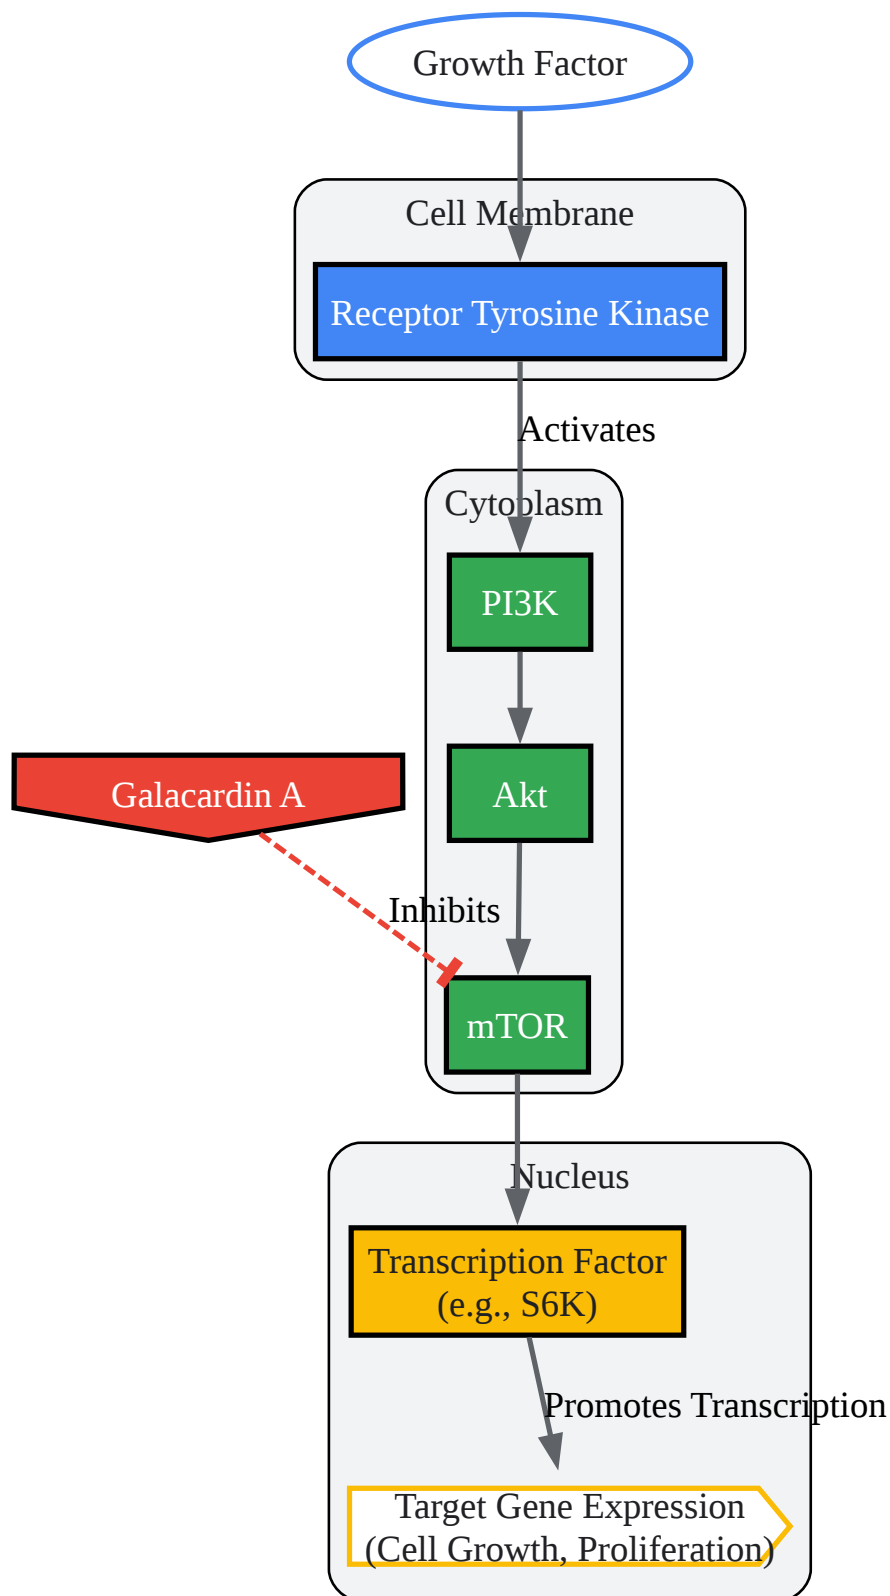 Growth Factor
Cell Membrane
Receptor Tyrosine Kinase
Activates
Cytoplasm
PI3K
Galacardin A
Akt
Inhibits
mTOR
Nucleus
Transcription Factor
(e.g., S6K)
Promotes Transcription
Target Gene Expression
(Cell Growth, Proliferation)